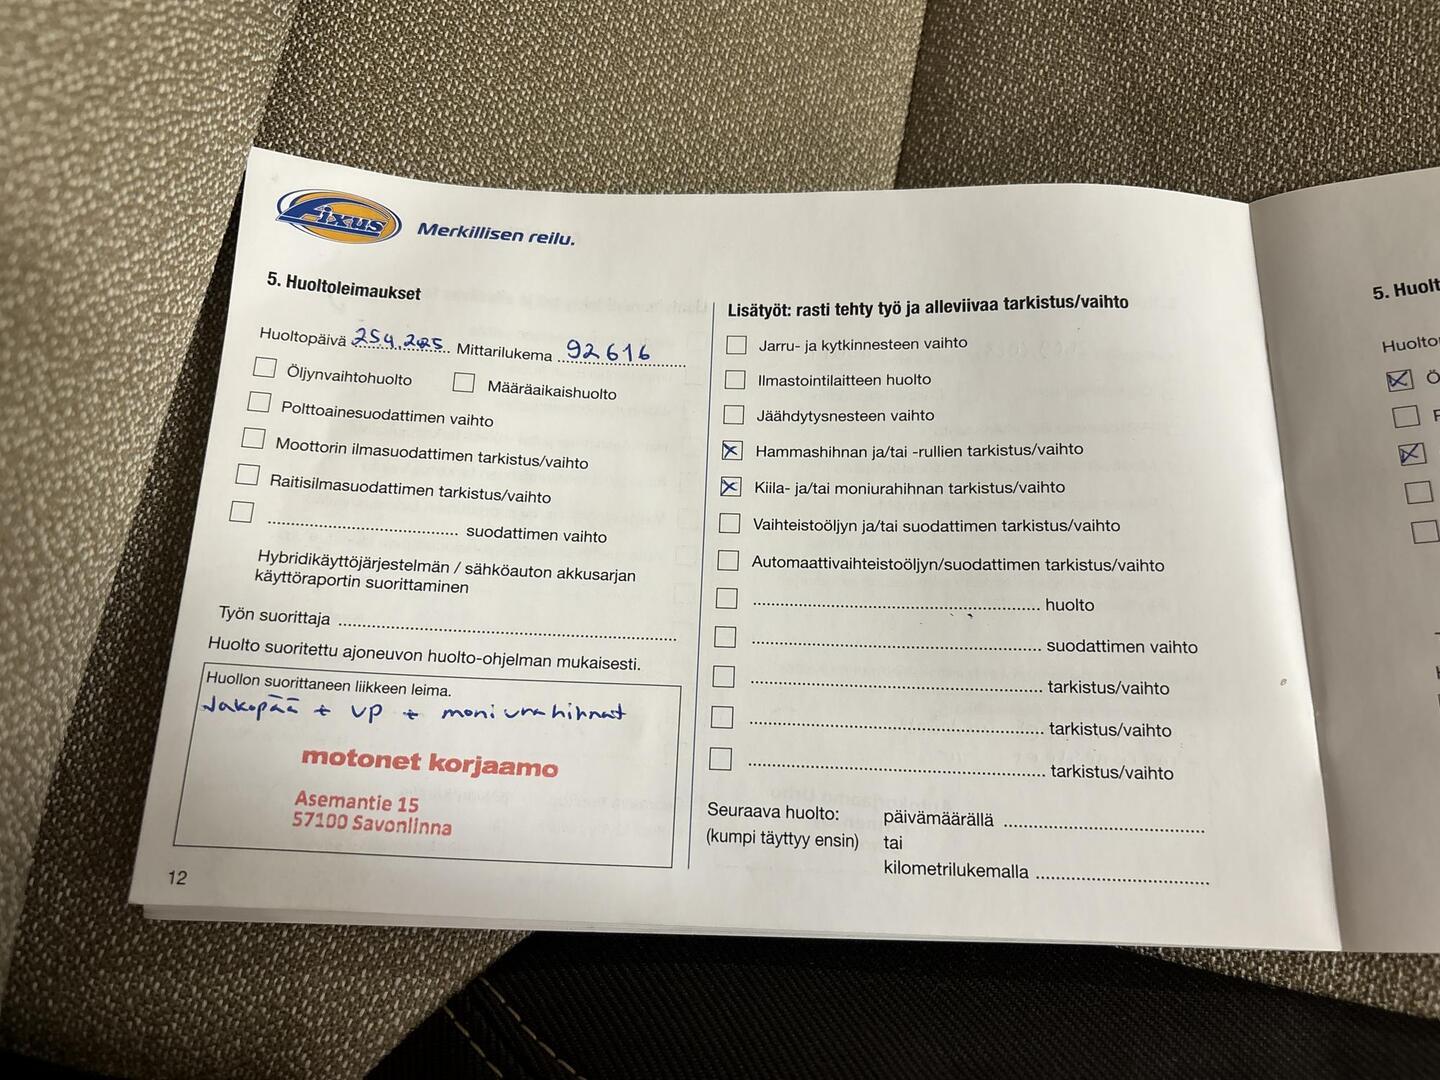 Fixus
Merkillisen reilu.
5. Huoltoleimaukset
Huoltopäivä 25.4.2025 Mittarilukema 92616
Öljynvaihtohuolto Määräaikaishuolto
Polttoainesuodattimen vaihto
Moottorin ilmasuodattimen tarkistus/vaihto
Raitisilmasuodattimen tarkistus/vaihto
suodattimen vaihto
Hybridikäyttöjärjestelmän / sähköauton akkusarjan
käyttöraportin suorittaminen
Työn suorittaja
Huolto suoritettu ajoneuvon huolto-ohjelman mukaisesti.
Huollon suorittaneen liikkeen leima.
Jakopää + VP + moniurahihnat
motonet korjaamo
Asemantie 15
57100 Savonlinna
12
Lisätyöt: rasti tehty työ ja alleviivaa tarkistus/vaihto
Jarru- ja kytkinnesteen vaihto
Ilmastointilaitteen huolto
Jäähdytysnesteen vaihto
Hammashihnan ja/tai -rullien tarkistus/vaihto
Kiila- ja/tai moniurahihnan tarkistus/vaihto
Vaihteistoöljyn ja/tai suodattimen tarkistus/vaihto
Automaattivaihteistoöljyn/suodattimen tarkistus/vaihto
huolto
suodattimen vaihto
tarkistus/vaihto
tarkistus/vaihto
tarkistus/vaihto
Seuraava huolto: päivämäärällä
(kumpi täyttyy ensin) tai
kilometrilukemalla
5. Huolt
Huolto